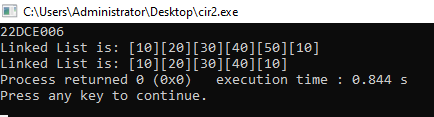 C:\Users\Administrator\Desktop\cir2.exe
22DCE006
Linked List is: [10][20][30][40][50][10]
Linked List is: [10][20][30][40][10]
Process returned 0 (0x0)   execution time : 0.844 s
Press any key to continue.